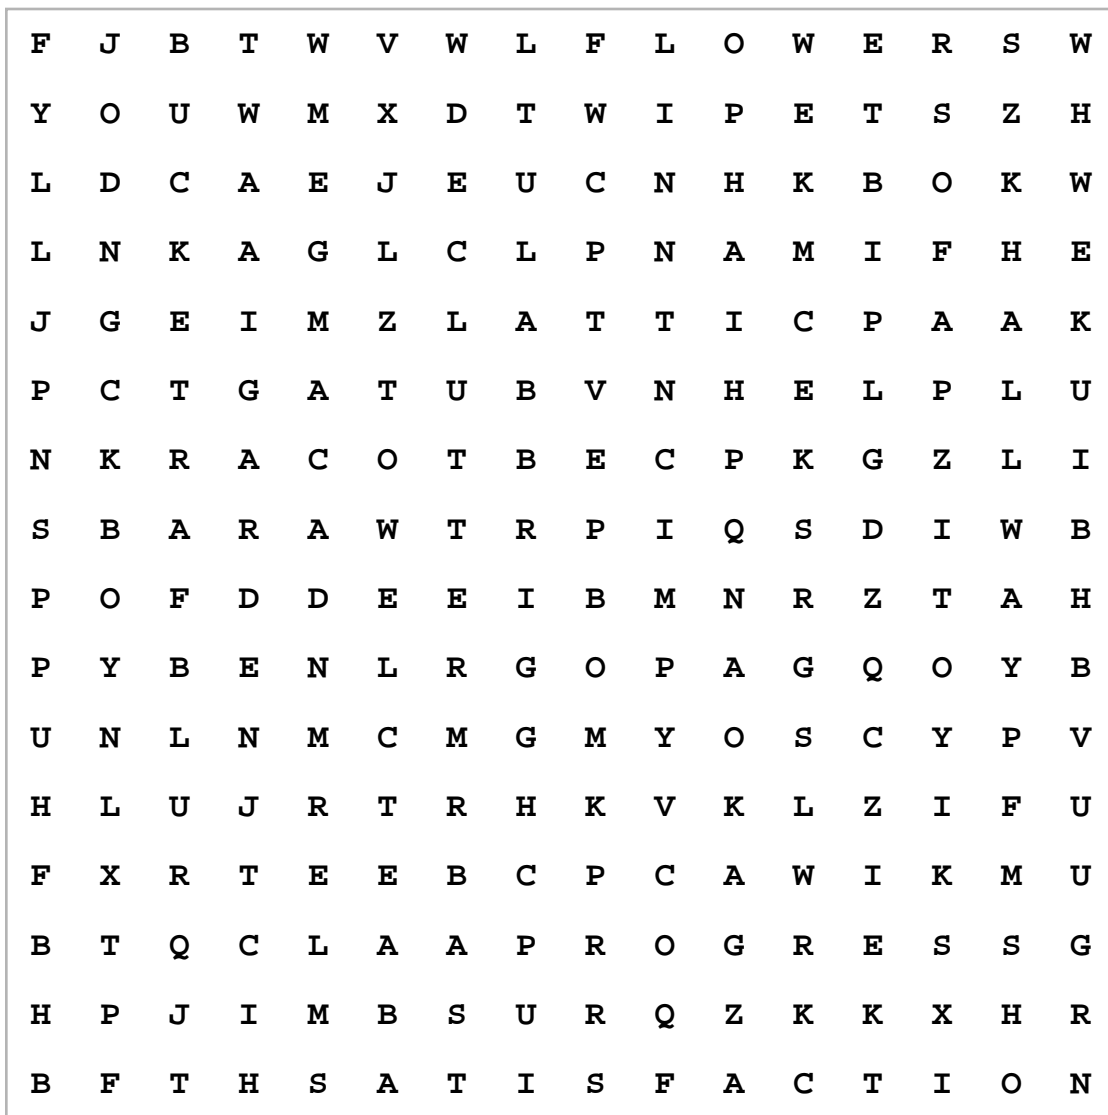 F J B T W V W L F L O W E R S W
Y O U W M X D T W I P E T S Z H
L D C A E J E U C N H K B O K W
L N K A G L C L P N A M I F H E
J G E I M Z L A T T I C P A A K
P C T G A T U B V N H E L P L U
N K R A C O T B E C P K G Z L I
S B A R A W T R P I Q S D I W B
P O F D D E E I B M N R Z T A H
P Y B E N L R G O P A G Q O Y B
U N L N M C M G M Y O S C Y P V
H L U J R T R H K V K L Z I F U
F X R T E E B C P C A W I K M U
B T Q C L A A P R O G R E S S G
H P J I M B S U R Q Z K K X H R
B F T H S A T I S F A C T I O N